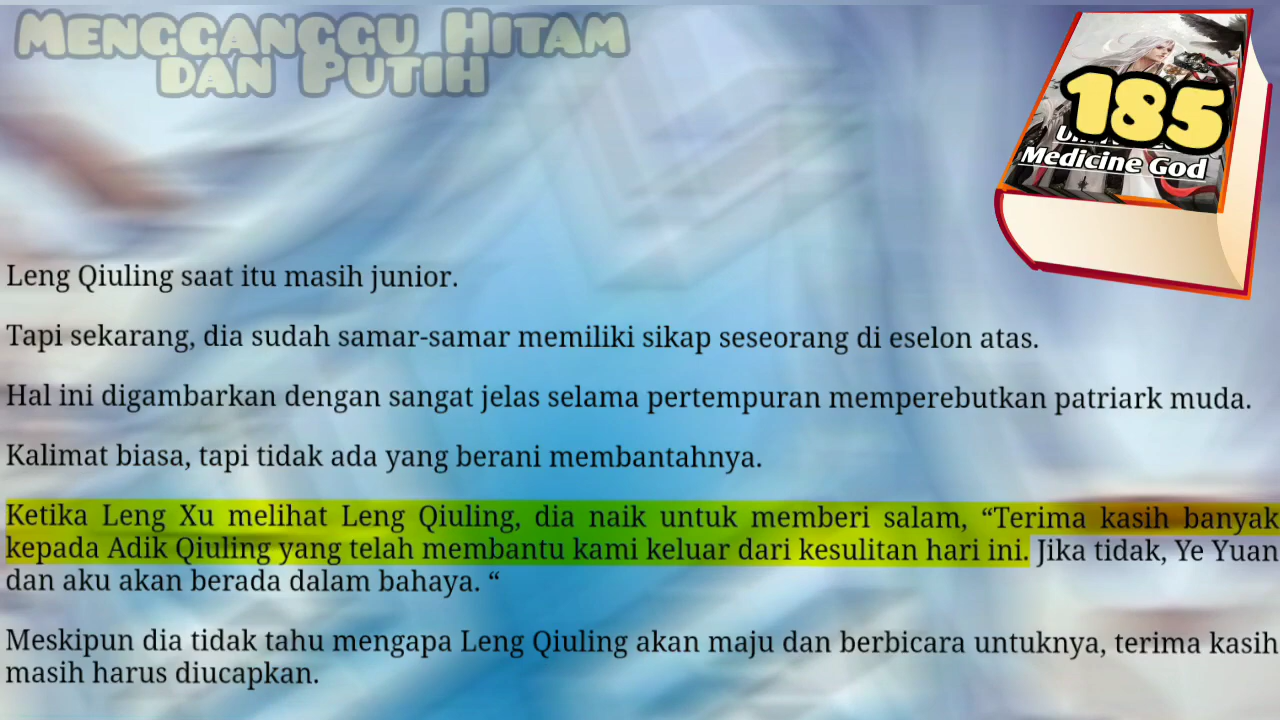 Mengganggu Hitam
dan Putih
185
Medicine God
Leng Qiuling saat itu masih junior.
Tapi sekarang, dia sudah samar-samar memiliki sikap seseorang di eselon atas.
Hal ini digambarkan dengan sangat jelas selama pertempuran memperebutkan patriark muda.
Kalimat biasa, tapi tidak ada yang berani membantahnya.
Ketika Leng Xu melihat Leng Qiuling, dia naik untuk memberi salam, “Terima kasih banyak
kepada Adik Qiuling yang telah membantu kami keluar dari kesulitan hari ini. Jika tidak, Ye Yuan
dan aku akan berada dalam bahaya. “
Meskipun dia tidak tahu mengapa Leng Qiuling akan maju dan berbicara untuknya, terima kasih
masih harus diucapkan.